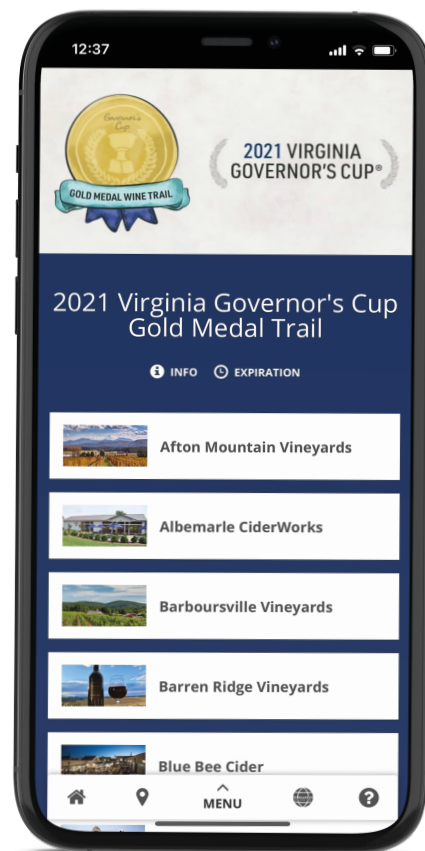 12:37
Governor's
Cup
GOLD MEDAL WINE TRAIL
2021 VIRGINIA
GOVERNOR'S CUP®
2021 Virginia Governor's Cup
Gold Medal Trail
INFO
EXPIRATION
Afton Mountain Vineyards
Albemarle CiderWorks
Barboursville Vineyards
Barren Ridge Vineyards
Blue Bee Cider
MENU